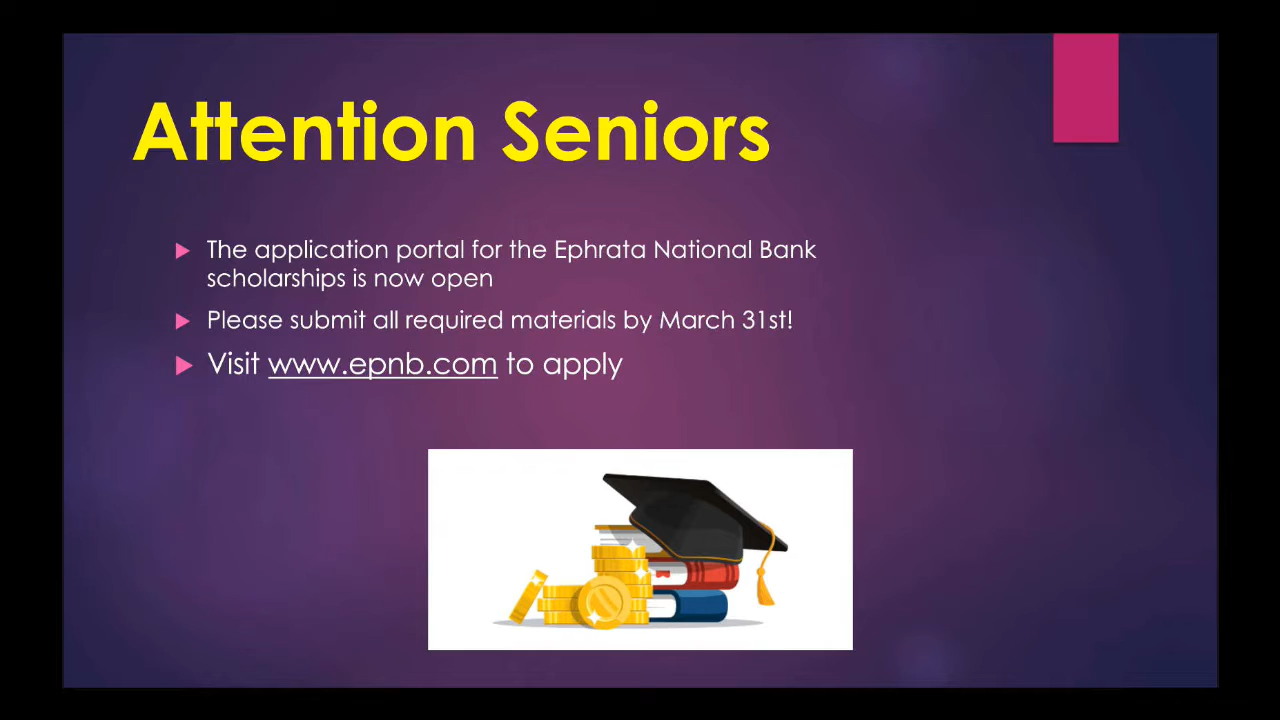 Attention Seniors
The application portal for the Ephrata National Bank
scholarships is now open
Please submit all required materials by March 31st!
Visit www.epnb.com to apply